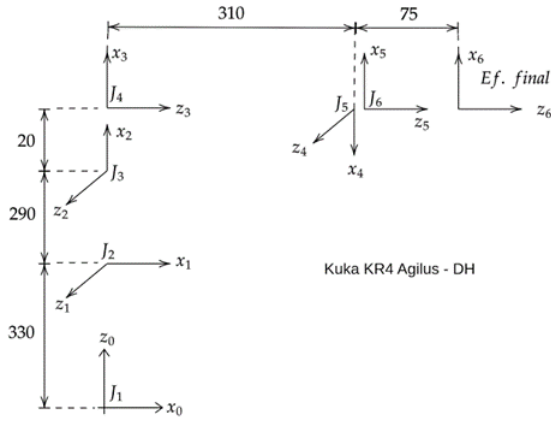 310
75
x3
x5
x6
Ef. final
J4
z3
J5
J6
z5
z6
x2
20
z4
x4
J3
z2
290
J2
x1
Kuka KR4 Agilus - DH
z1
330
z0
J1
x0